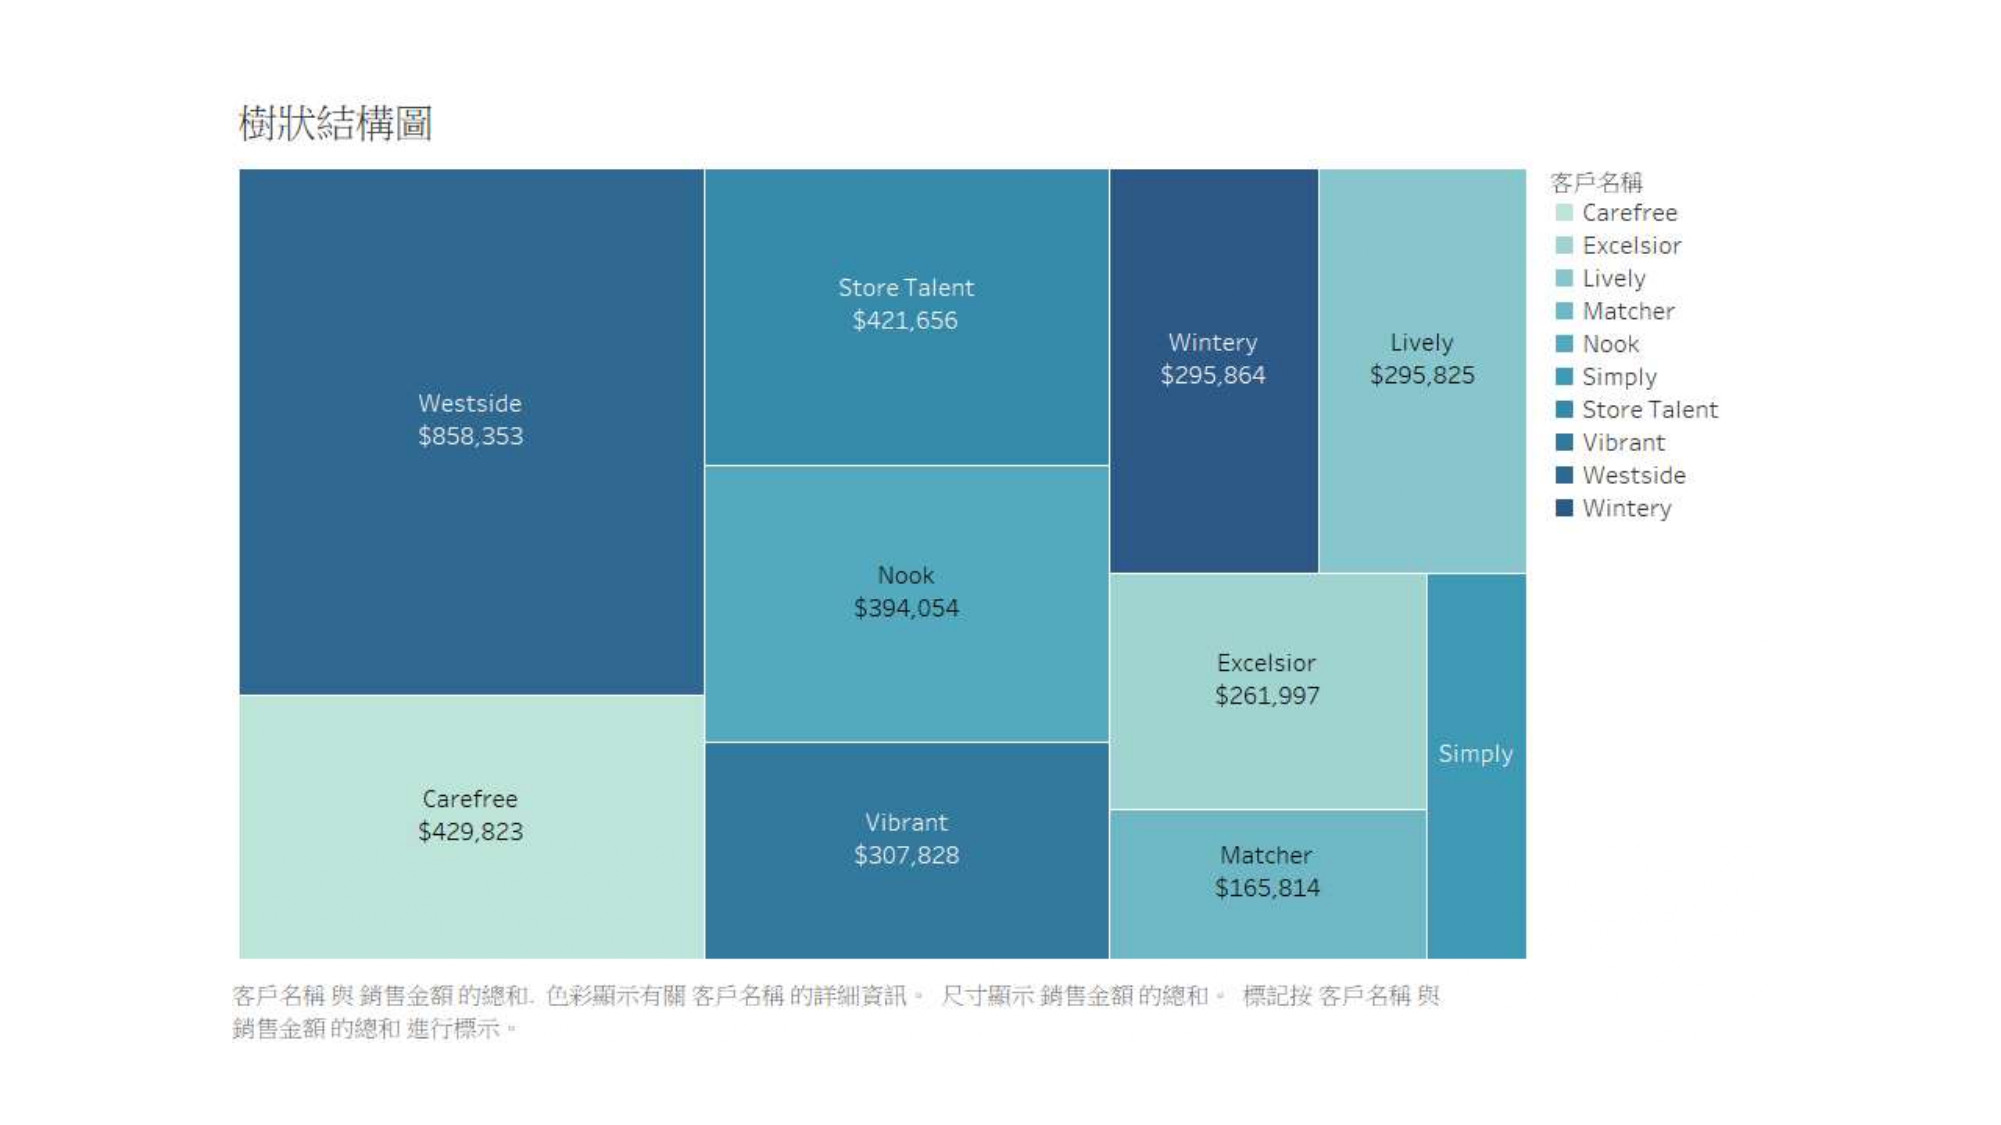 樹狀結構圖
Westside
$858,353
Carefree
$429,823
Store Talent
$421,656
Nook
$394,054
Vibrant
$307,828
Wintery
$295,864
Lively
$295,825
Excelsior
$261,997
Matcher
$165,814
Simply
客戶名稱
Carefree
Excelsior
Lively
Matcher
Nook
Simply
Store Talent
Vibrant
Westside
Wintery
客戶名稱 與 銷售金額 的總和. 色彩顯示有關 客戶名稱 的詳細資訊。 尺寸顯示 銷售金額 的總和。 標記按 客戶名稱 與
銷售金額 的總和 進行標示。